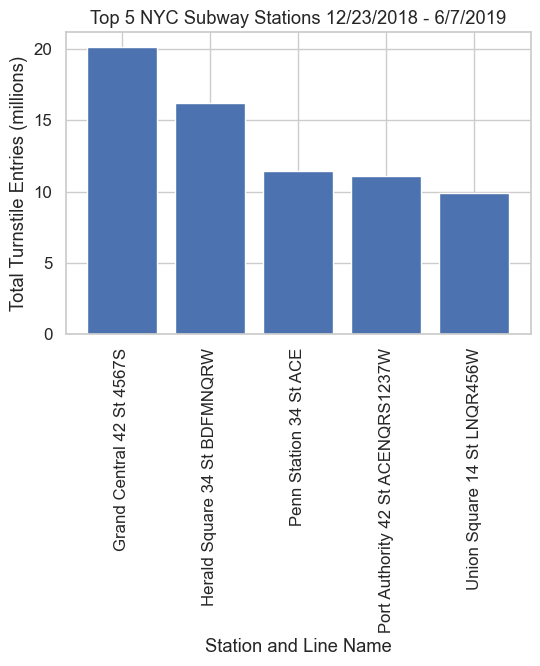 Top 5 NYC Subway Stations 12/23/2018 - 6/7/2019
Total Turnstile Entries (millions)
20
15
10
5
0
Grand Central 42 St 4567S
Herald Square 34 St BDFMNQRW
Penn Station 34 St ACE
Port Authority 42 St ACENQRS1237W
Union Square 14 St LNQR456W
Station and Line Name